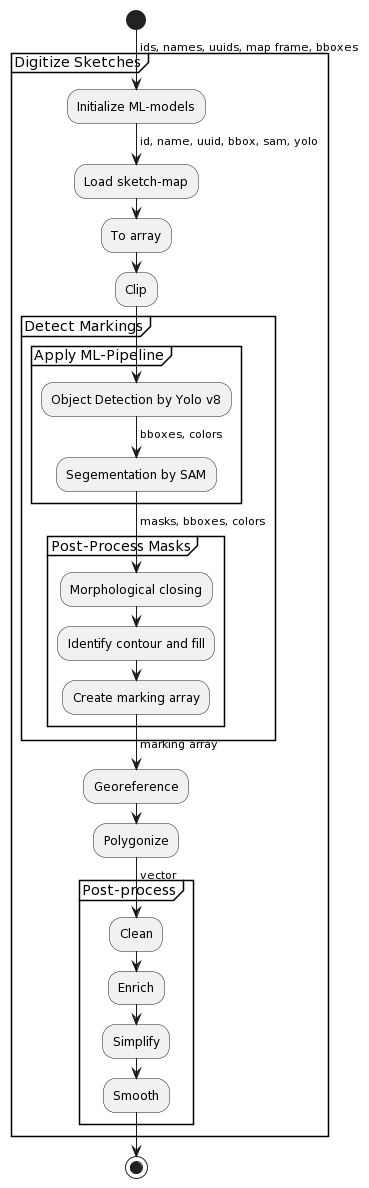 ids, names, uuids, map frame, bboxes
Digitize Sketches
Initialize ML-models
id, name, uuid, bbox, sam, yolo
Load sketch-map
To array
Clip
Detect Markings
Apply ML-Pipeline
Object Detection by Yolo v8
bboxes, colors
Segementation by SAM
masks, bboxes, colors
Post-Process Masks
Morphological closing
Identify contour and fill
Create marking array
marking array
Georeference
Polygonize
vector
Post-process
Clean
Enrich
Simplify
Smooth